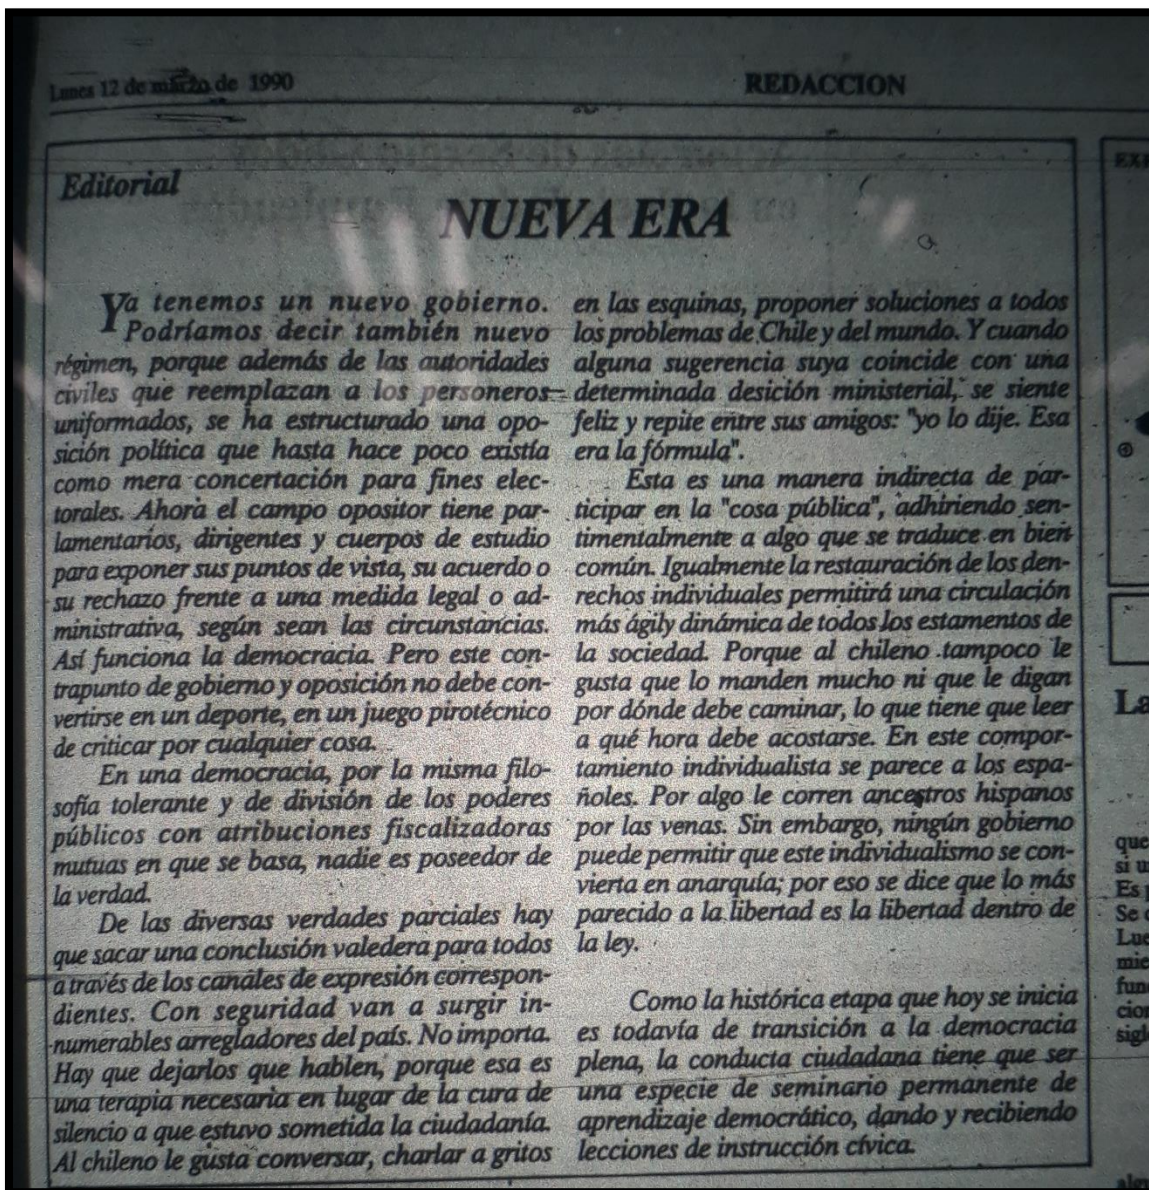 Lunes 12 de marzo de 1990
REDACCION
Editorial
NUEVA ERA
Ya tenemos un nuevo gobierno.
Podríamos decir también nuevo
régimen, porque además de las autoridades
civiles que reemplazan a los personeros
uniformados, se ha estructurado una opo-
sición política que hasta hace poco existía
como mera concertación para fines elec-
torales. Ahora el campo opositor tiene par-
lamentarios, dirigentes y cuerpos de estudio
para exponer sus puntos de vista, su acuerdo o
su rechazo frente a una medida legal o ad-
ministrativa, según sean las circunstancias.
Así funciona la democracia. Pero este con-
trapunto de gobierno y oposición no debe con-
vertirse en un deporte, en un juego pirotécnico
de criticar por cualquier cosa.
En una democracia, por la misma filo-
sofía tolerante y de división de los poderes
públicos con atribuciones fiscalizadoras
mutuas en que se basa, nadie es poseedor de
la verdad.
De las diversas verdades parciales hay
que sacar una conclusión valedera para todos
a través de los canales de expresión correspon-
dientes. Con seguridad van a surgir in-
numerables arregladores del país. No importa.
Hay que dejarlos que hablen, porque esa es
una terapia necesaria en lugar de la cura de
silencio a que estuvo sometida la ciudadanía.
Al chileno le gusta conversar, charlar a gritos
en las esquinas, proponer soluciones a todos
los problemas de Chile y del mundo. Y cuando
alguna sugerencia suya coincide con una
determinada desición ministerial, se siente
feliz y repite entre sus amigos: "yo lo dije. Esa
era la fórmula".
Esta es una manera indirecta de par-
ticipar en la "cosa pública", adhiriendo sen-
timentalmente a algo que se traduce en bien
común. Igualmente la restauración de los den-
rechos individuales permitirá una circulación
más ágil y dinámica de todos los estamentos de
la sociedad. Porque al chileno tampoco le
gusta que lo manden mucho ni que le digan
por dónde debe caminar, lo que tiene que leer
a qué hora debe acostarse. En este compor-
tamiento individualista se parece a los espa-
ñoles. Por algo le corren ancestros hispanos
por las venas. Sin embargo, ningún gobierno
puede permitir que este individualismo se con-
vierta en anarquía; por eso se dice que lo más
parecido a la libertad es la libertad dentro de
la ley.
Como la histórica etapa que hoy se inicia
es todavía de transición a la democracia
plena, la conducta ciudadana tiene que ser
una especie de seminario permanente de
aprendizaje democrático, dando y recibiendo
lecciones de instrucción cívica.
La
que
si u
Es p
Se
Lue
mie
fun
cion
sigl